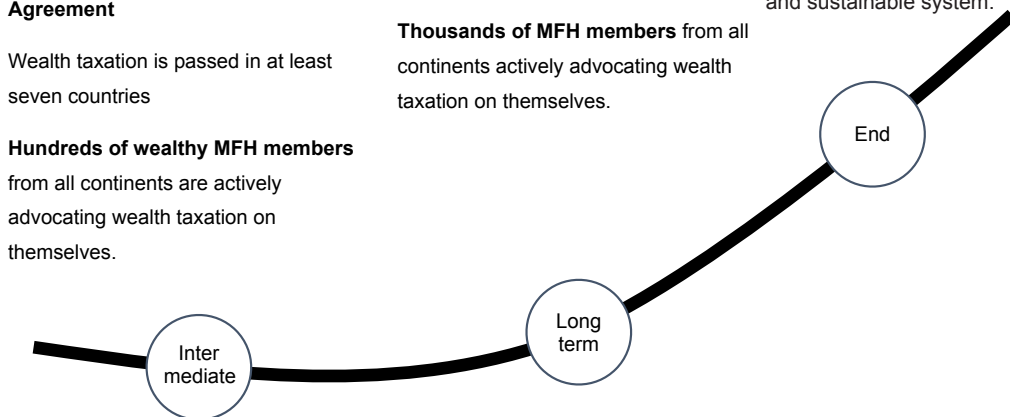 Agreement
Wealth taxation is passed in at least
seven countries
Hundreds of wealthy MFH members
from all continents are actively
advocating wealth taxation on
themselves.
Thousands of MFH members from all
continents actively advocating wealth
taxation on themselves.
and sustainable system.
Inter
mediate
Long
term
End